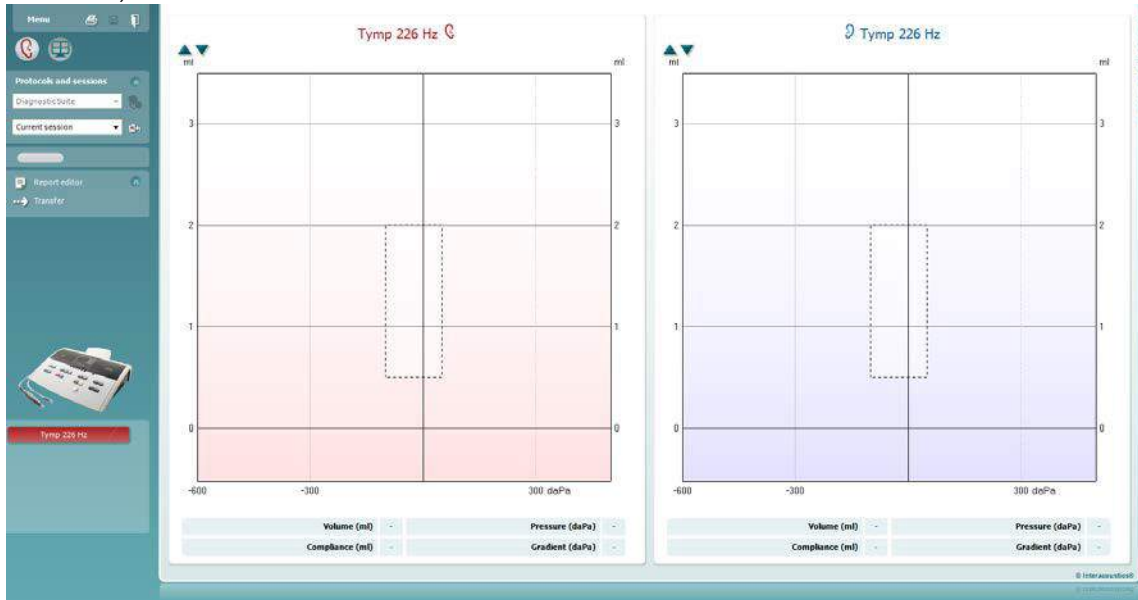 Menu
Protocols and sessions
Diagnostic Suite
Current session
Report editor
Transfer
Tymp 226 Hz
Tymp 226 Hz
ml
ml
3
3
2
2
1
1
0
0
-600
-300
300 daPa
Volume (ml) -
Pressure (daPa) -
Compliance (ml) -
Gradient (daPa) -
Tymp 226 Hz
ml
ml
3
3
2
2
1
1
0
0
-600
-300
300 daPa
Volume (ml) -
Pressure (daPa) -
Compliance (ml) -
Gradient (daPa) -
© Interacoustics®